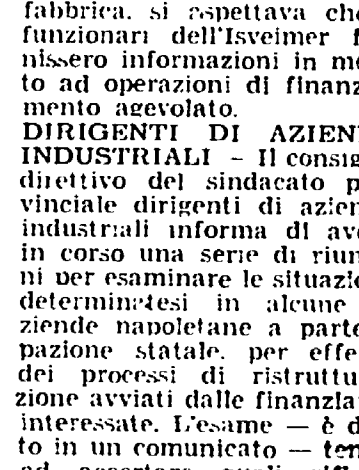 fabbrica. si aspettava che
funzionari dell'Isveimer f
nissero informazioni in me
to ad operazioni di finanz
mento agevolato.
DIRIGENTI DI AZIEN
INDUSTRIALI – Il consig
direttivo del sindacato p
vinciale dirigenti di azien
industriali informa di ave
in corso una serie di riun
ni per esaminare le situazio
determinatesi in alcune
ziende napoletane a parte
pazione statale. per effe
dei processi di ristruttu
zione avviati dalle finanzia
interessate. L'esame — è d
to in un comunicato — ten
ad